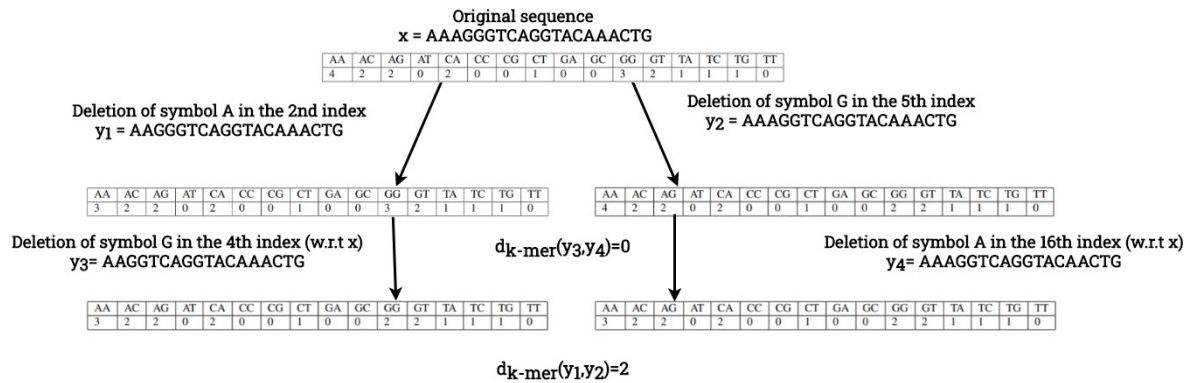 Original sequence
x = AAAGGGTCAGGTACAAACTG
AA AC AG AT CA CC CG CT GA GC GG GT TA TC TG TT
4 2 2 0 2 0 0 1 0 0 3 2 1 1 1 0
Deletion of symbol A in the 2nd index
y1 = AAGGGTCAGGTACAAACTG
Deletion of symbol G in the 5th index
y2 = AAAGGTCAGGTACAAACTG
AA AC AG AT CA CC CG CT GA GC GG GT TA TC TG TT
3 2 2 0 2 0 0 1 0 0 3 2 1 1 1 0
AA AC AG AT CA CC CG CT GA GC GG GT TA TC TG TT
4 2 2 0 2 0 0 1 0 0 2 2 1 1 1 0
Deletion of symbol G in the 4th index (w.r.t x)
y3= AAGGTCAGGTACAAACTG
dk-mer(y3,y4)=0
Deletion of symbol A in the 16th index (w.r.t x)
y4= AAAGGTCAGGTACAACTG
AA AC AG AT CA CC CG CT GA GC GG GT TA TC TG TT
3 2 2 0 2 0 0 1 0 0 2 2 1 1 1 0
AA AC AG AT CA CC CG CT GA GC GG GT TA TC TG TT
3 2 2 0 2 0 0 1 0 0 2 2 1 1 1 0
dk-mer(y1,y2)=2